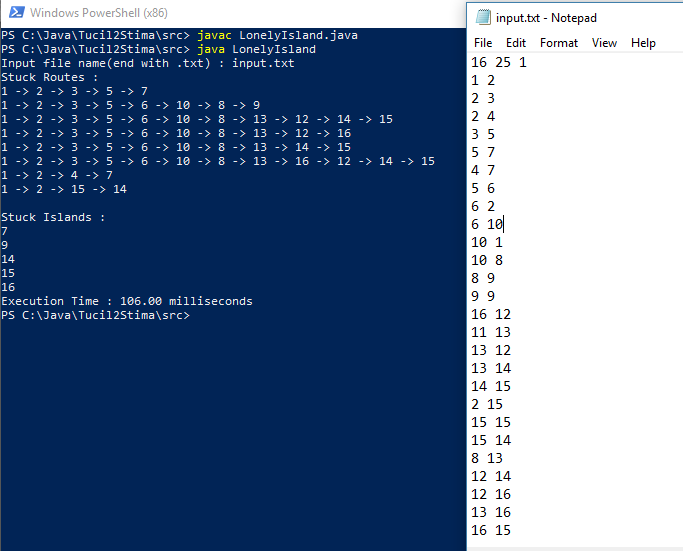 Windows PowerShell (x86)
PS C:\Java\Tucil2Stima\src> javac LonelyIsland.java
PS C:\Java\Tucil2Stima\src> java LonelyIsland
Input file name(end with .txt) : input.txt
Stuck Routes :
1 -> 2 -> 3 -> 5 -> 7
1 -> 2 -> 3 -> 5 -> 6 -> 10 -> 8 -> 9
1 -> 2 -> 3 -> 5 -> 6 -> 10 -> 8 -> 13 -> 12 -> 14 -> 15
1 -> 2 -> 3 -> 5 -> 6 -> 10 -> 8 -> 13 -> 12 -> 16
1 -> 2 -> 3 -> 5 -> 6 -> 10 -> 8 -> 13 -> 14 -> 15
1 -> 2 -> 3 -> 5 -> 6 -> 10 -> 8 -> 13 -> 16 -> 12 -> 14 -> 15
1 -> 2 -> 4 -> 7
1 -> 2 -> 15 -> 14
Stuck Islands :
7
9
14
15
16
Execution Time : 106.00 milliseconds
PS C:\Java\Tucil2Stima\src>
input.txt - Notepad
File Edit Format View Help
16 25 1
1 2
2 3
2 4
3 5
5 7
4 7
5 6
6 2
6 10
10 1
10 8
8 9
9 9
16 12
11 13
13 12
13 14
14 15
2 15
15 15
15 14
8 13
12 14
12 16
13 16
16 15